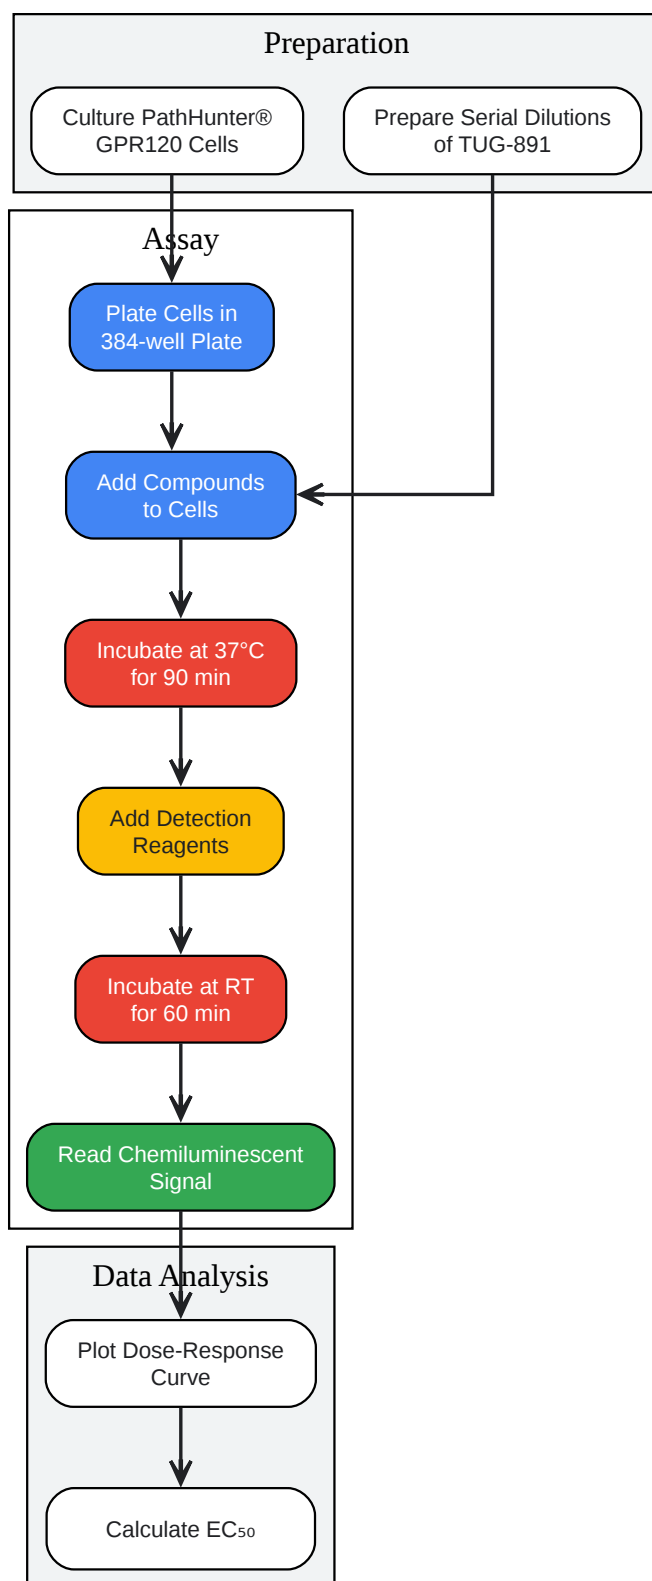 Preparation
Culture PathHunter®
GPR120 Cells
Prepare Serial Dilutions
of TUG-891
Assay
Plate Cells in
384-well Plate
Add Compounds
to Cells
Incubate at 37°C
for 90 min
Add Detection
Reagents
Incubate at RT
for 60 min
Read Chemiluminescent
Signal
Data Analysis
Plot Dose-Response
Curve
Calculate EC₅₀